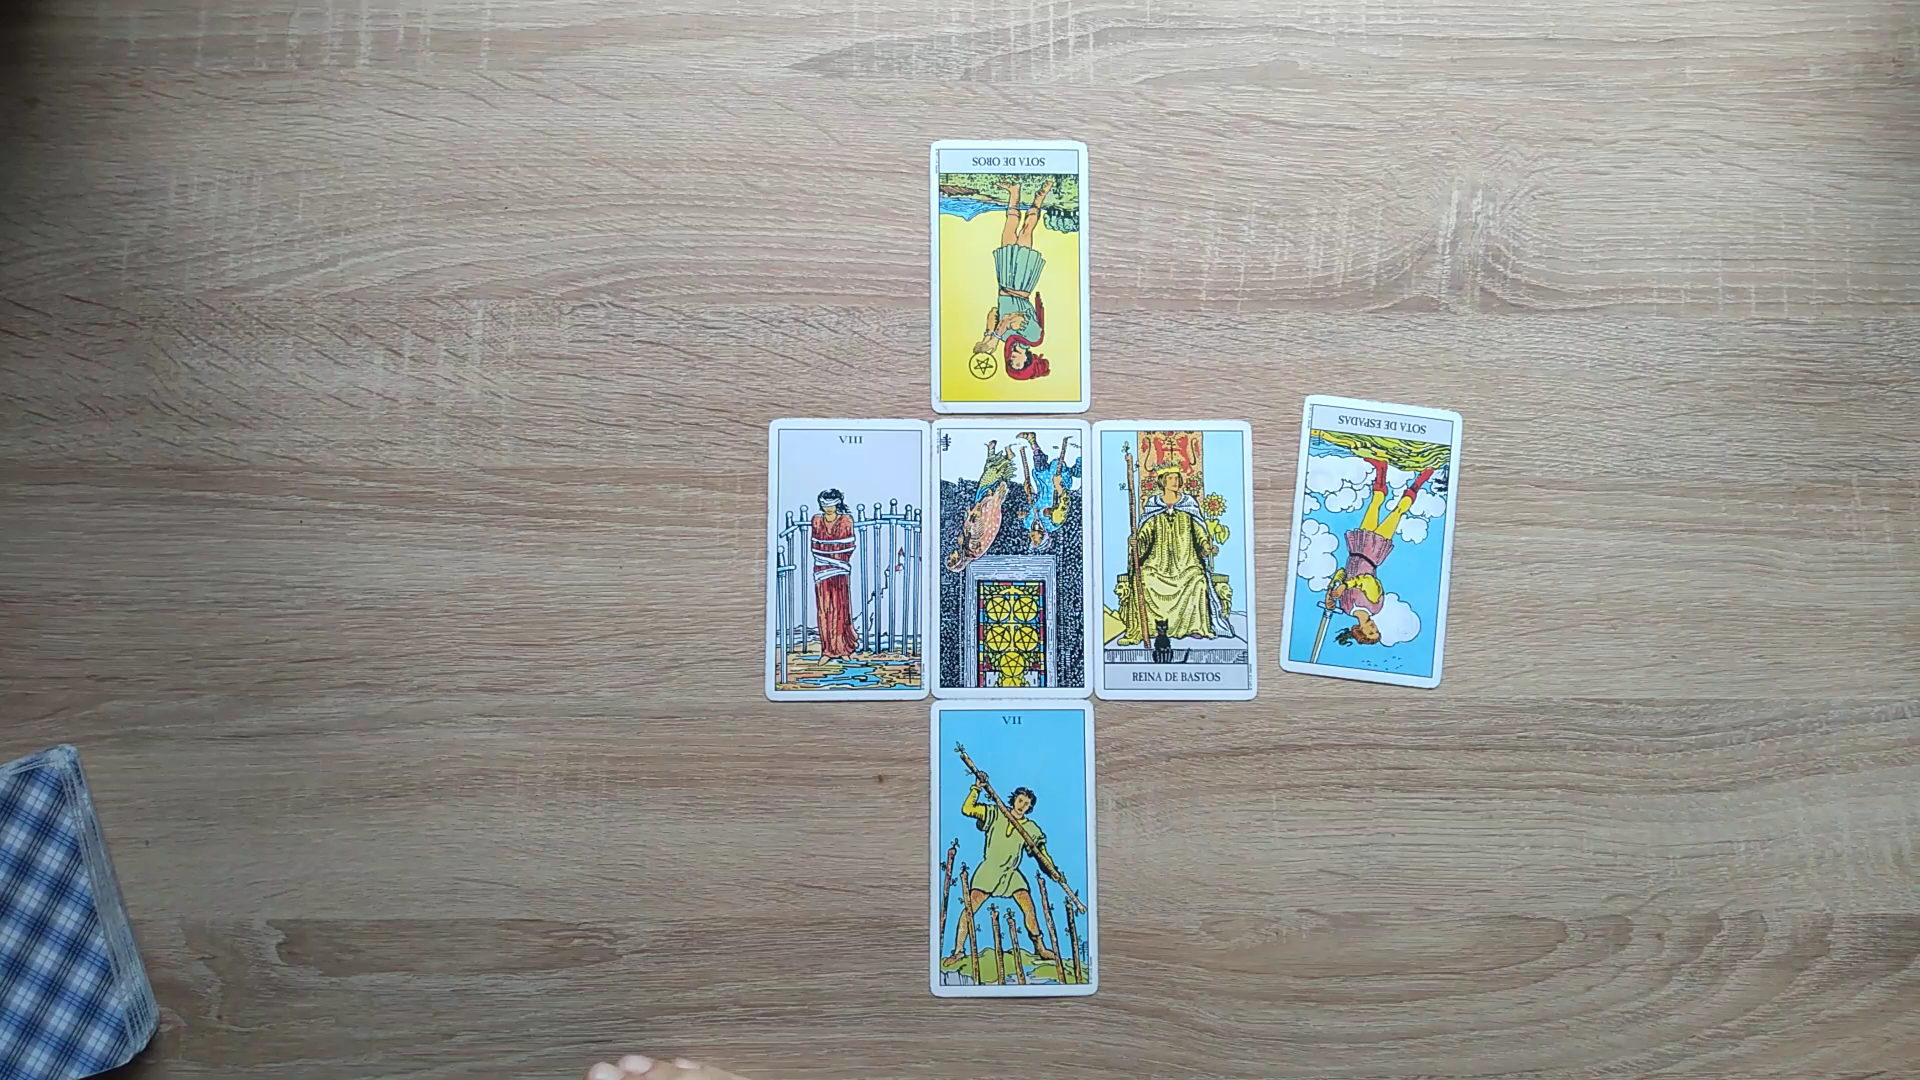 SOTA DE OROS
SOTA DE ESPADAS
VIII
REINA DE BASTOS
VII